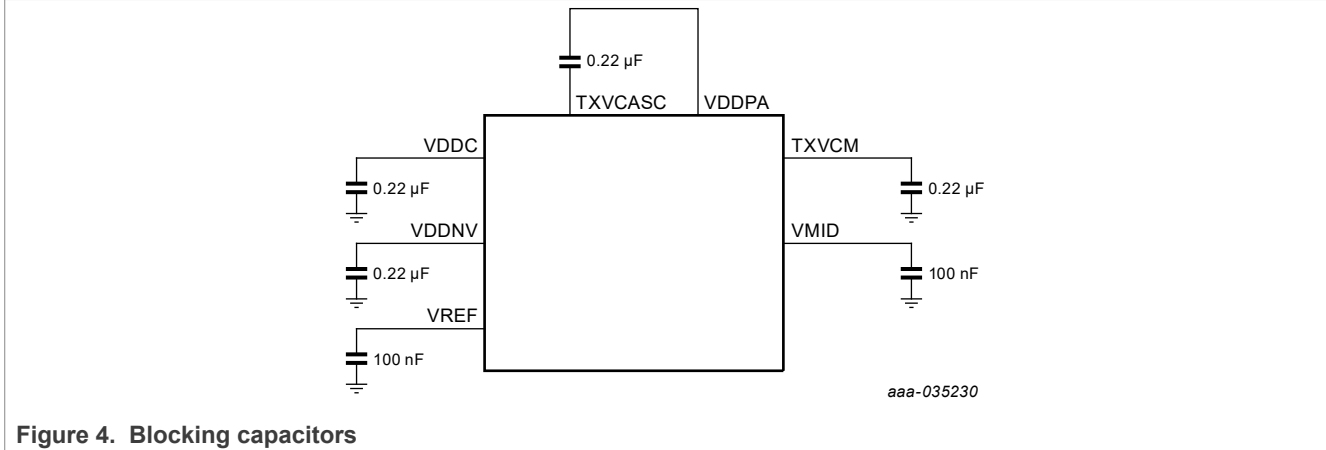 0.22 µF
TXVCASC VDDPA
VDDC TXVCM
0.22 µF 0.22 µF
VDDNV VMID
0.22 µF 100 nF
VREF
100 nF
aaa-035230
Figure 4. Blocking capacitors